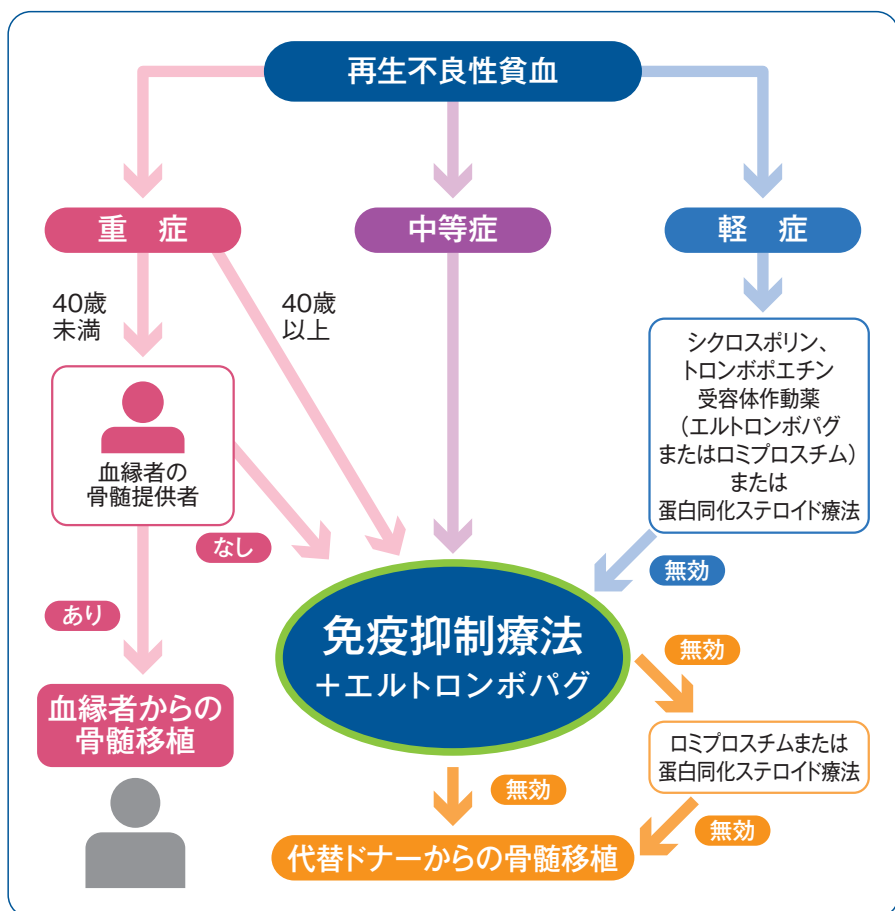 再生不良性貧血
重　症
中等症
軽　症
40歳
未満
40歳
以上
血縁者の
骨髄提供者
シクロスポリン、
トロンボポエチン
受容体作動薬
（エルトロンボパグ
またはロミプロスチム）
または
蛋白同化ステロイド療法
なし
無効
あり
免疫抑制療法
＋エルトロンボパグ
無効
血縁者からの
骨髄移植
ロミプロスチムまたは
蛋白同化ステロイド療法
無効
無効
代替ドナーからの骨髄移植